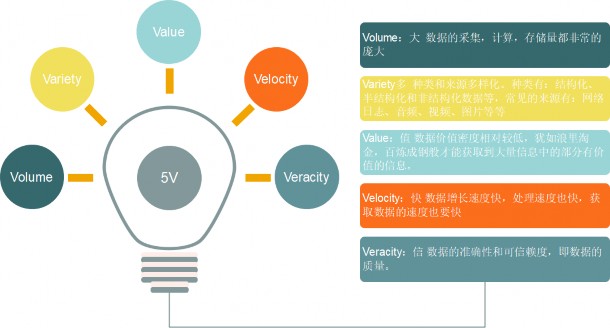 Value
Variety
Velocity
Volume
5V
Veracity
Volume：大 数据的采集，计算，存储量都非常的
庞大
Variety多 种类和来源多样化、种类有：结构化、
半结构化和非结构化数据等，常见的来源有：网络
日志、音频、视频、图片等等
Value：值 数据价值密度相对较低，犹如浪里淘
金，百炼成钢般才能获取到大量信息中的部分有价
值的信息。
Velocity：快 数据增长速度快，处理速度也快，获
取数据的速度也要快
Veracity：信 数据的准确性和可信赖度，即数据的
质量。